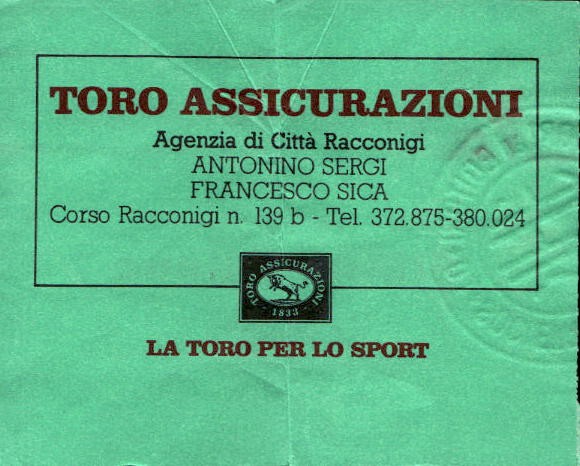 TORO ASSICURAZIONI
Agenzia di Città Racconigi
ANTONINO SERGI
FRANCESCO SICA
Corso Racconigi n. 139 b - Tel. 372.875-380.024
· TORO ASSICURAZIONI ·
- 1833 -
LA TORO PER LO SPORT